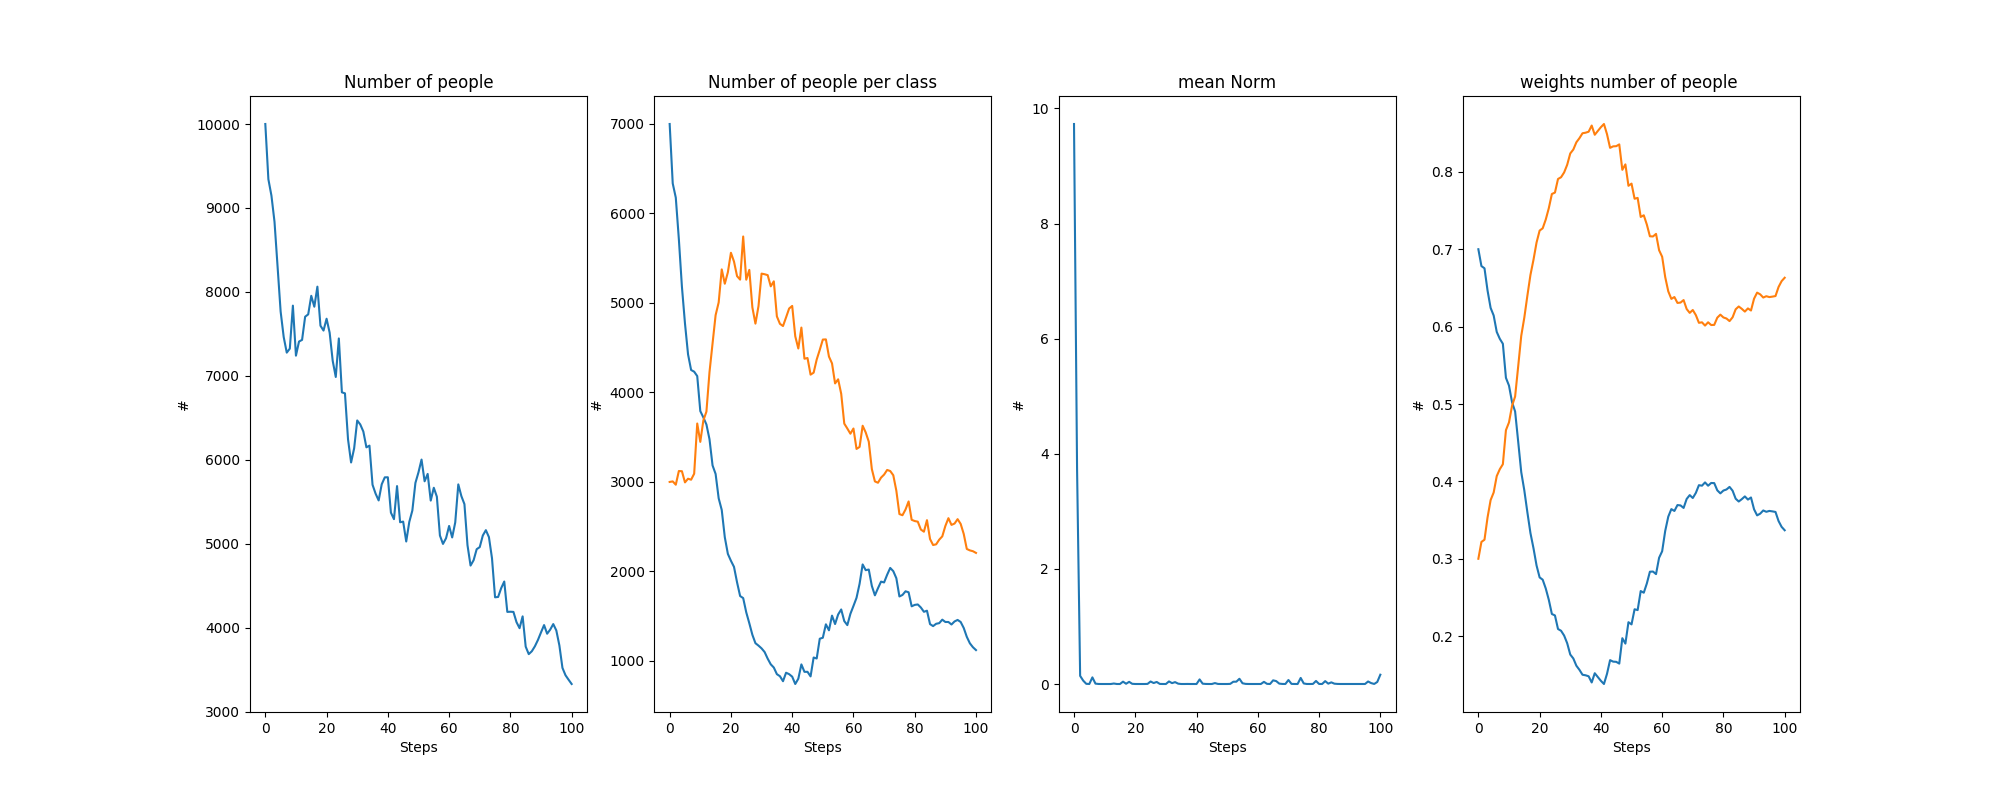 Number of people
10000
9000
8000
7000
6000
5000
4000
3000
#
0 20 40 60 80 100
Steps
Number of people per class
7000
6000
5000
4000
3000
2000
1000
#
0 20 40 60 80 100
Steps
mean Norm
10
8
6
4
2
0
#
0 20 40 60 80 100
Steps
weights number of people
0.8
0.7
0.6
0.5
0.4
0.3
0.2
#
0 20 40 60 80 100
Steps